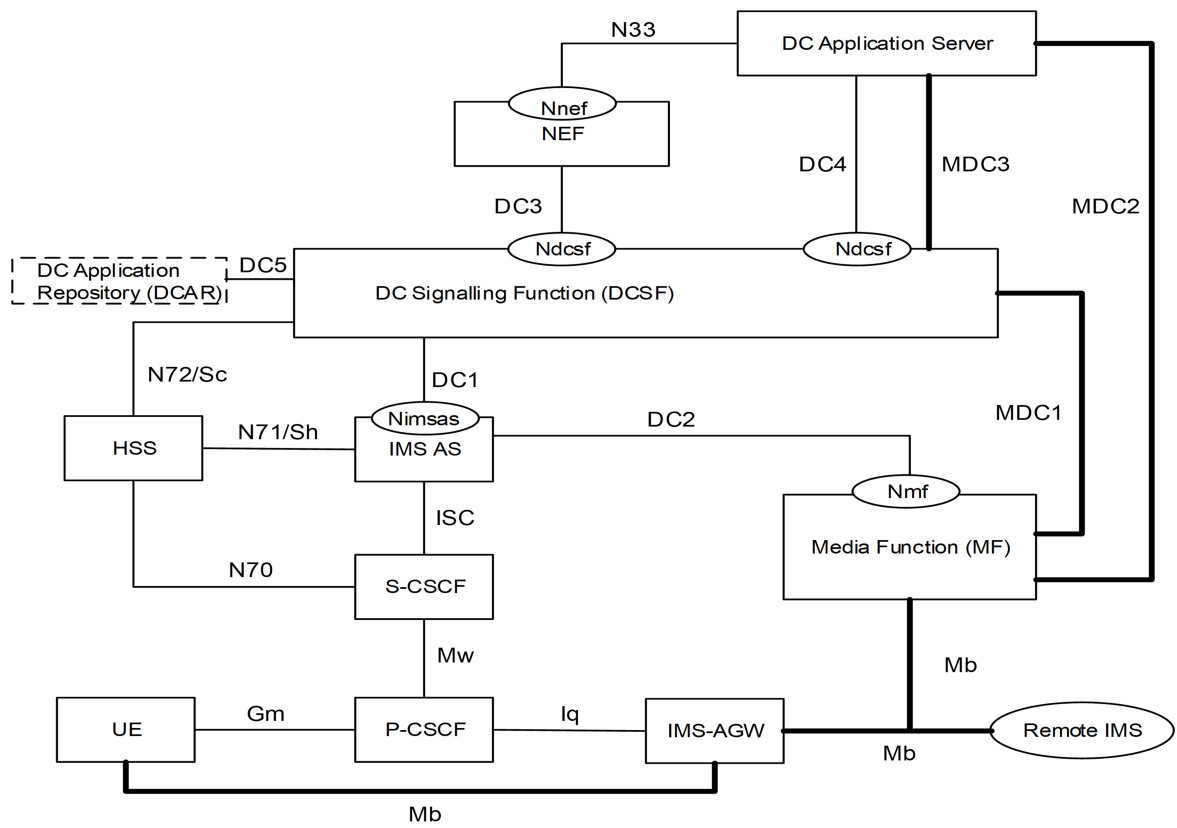 N33
DC Application Server
Nnef
NEF
DC4
MDC3
DC3
MDC2
Ndcsf
Ndcsf
DC5
DC Application
Repository (DCAR)
DC Signalling Function (DCSF)
N72/Sc
DC1
MDC1
Nimsas
DC2
N71/Sh
HSS
IMS AS
Nmf
ISC
Media Function (MF)
N70
S-CSCF
Mw
Mb
Gm
Iq
UE
P-CSCF
IMS-AGW
Remote IMS
Mb
Mb